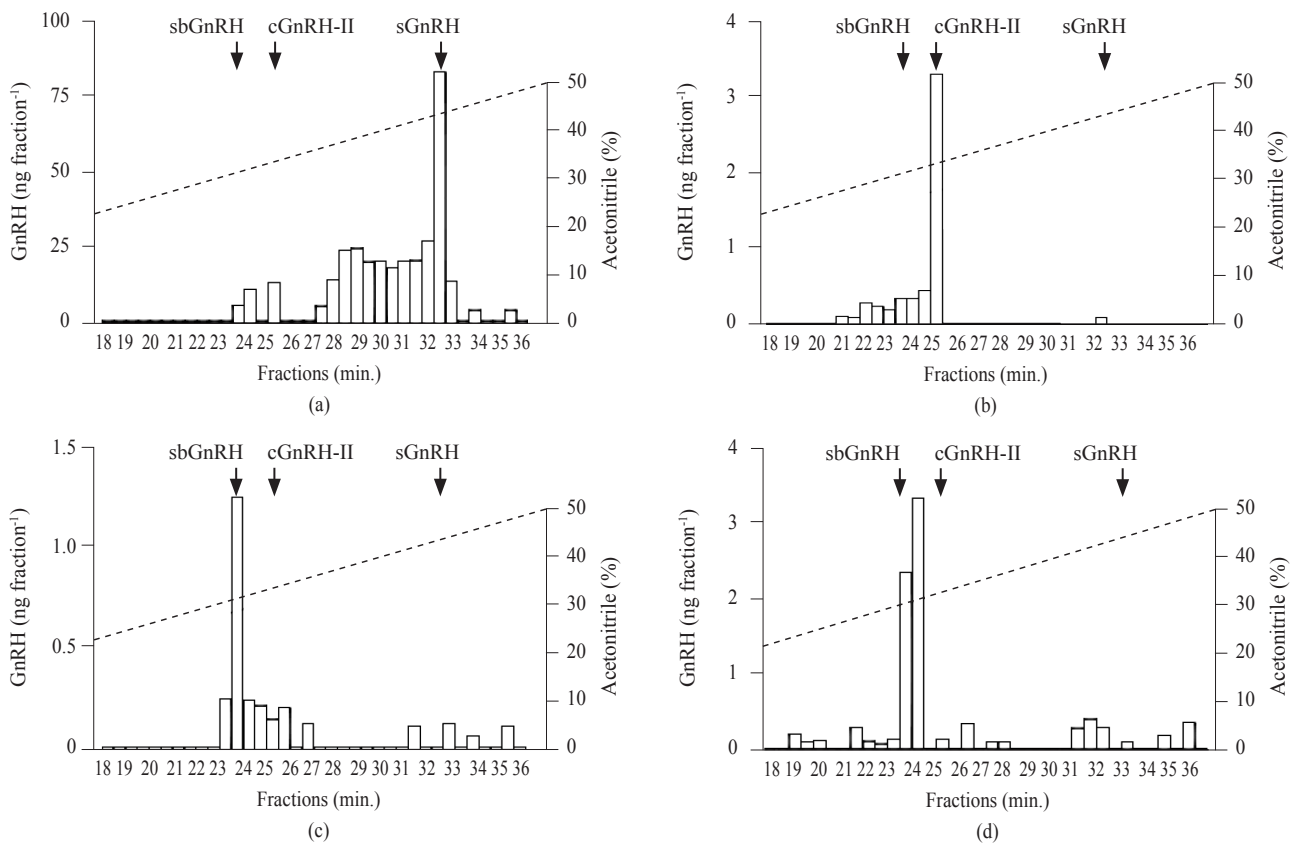 sbGnRH cGnRH-II sGnRH
100
75
50
25
0
GnRH (ng fraction⁻¹)
50
40
30
20
10
0
Acetonitrile (%)
18 19 20 21 22 23 24 25 26 27 28 29 30 31 32 33 34 35 36
Fractions (min.)
(a)
sbGnRH cGnRH-II sGnRH
4
3
2
1
0
GnRH (ng fraction⁻¹)
50
40
30
20
10
0
Acetonitrile (%)
18 19 20 21 22 23 24 25 26 27 28 29 30 31 32 33 34 35 36
Fractions (min.)
(b)
sbGnRH cGnRH-II sGnRH
1.5
1.0
0.5
0
GnRH (ng fraction⁻¹)
50
40
30
20
10
0
Acetonitrile (%)
18 19 20 21 22 23 24 25 26 27 28 29 30 31 32 33 34 35 36
Fractions (min.)
(c)
sbGnRH cGnRH-II sGnRH
4
3
2
1
0
GnRH (ng fraction⁻¹)
50
40
30
20
10
0
Acetonitrile (%)
18 19 20 21 22 23 24 25 26 27 28 29 30 31 32 33 34 35 36
Fractions (min.)
(d)